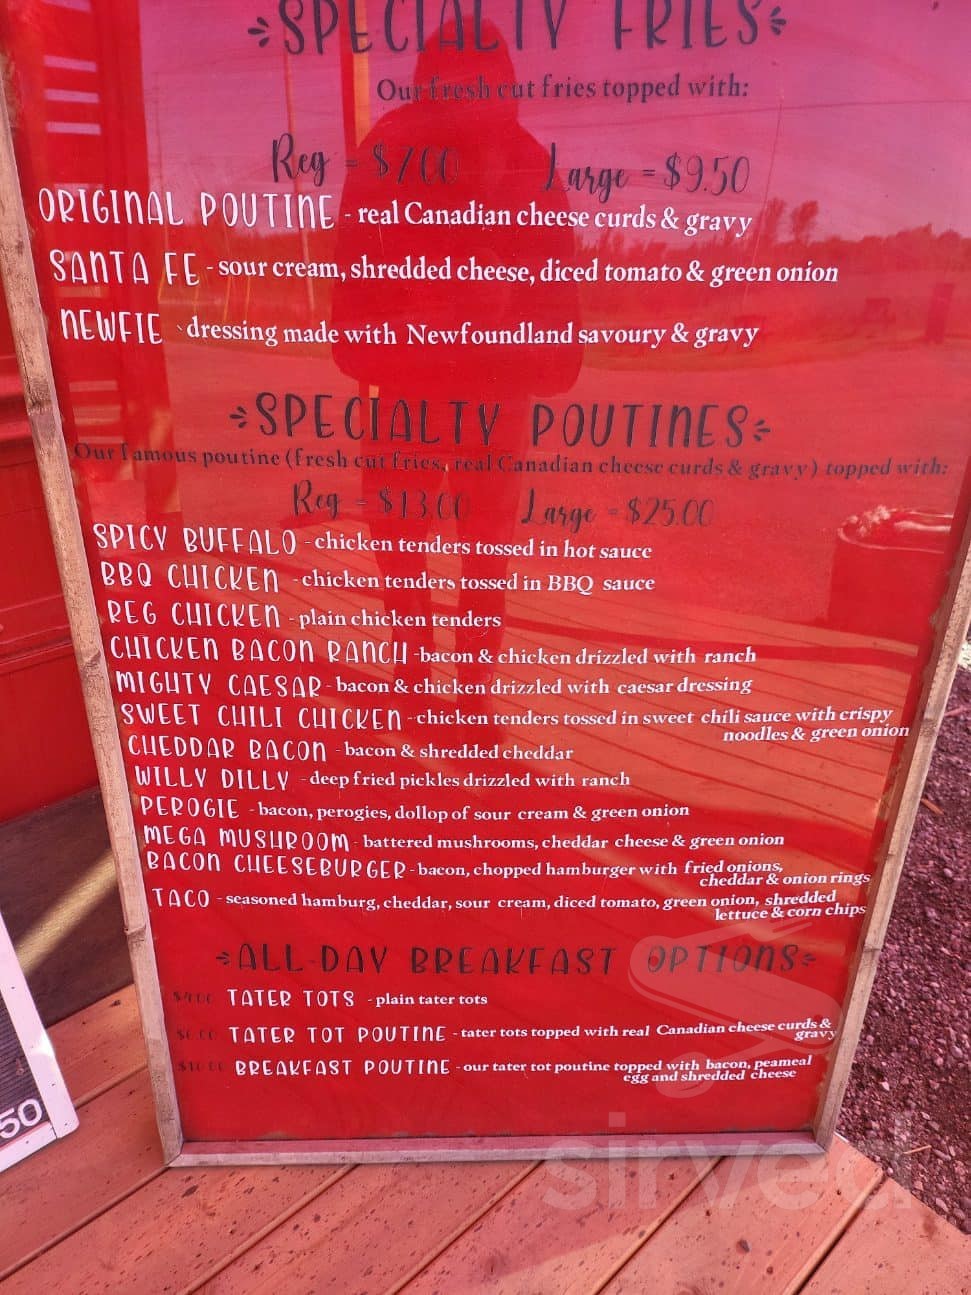 SPECIALTY FRIES
Our fresh cut fries topped with:
Reg = $7.00 Large = $9.50
ORIGINAL POUTINE - real Canadian cheese curds & gravy
SANTA FE - sour cream, shredded cheese, diced tomato & green onion
NEWFIE - dressing made with Newfoundland savoury & gravy
SPECIALTY POUTINES
Our famous poutine (fresh cut fries, real Canadian cheese curds & gravy) topped with:
Reg = $13.00 Large = $25.00
SPICY BUFFALO - chicken tenders tossed in hot sauce
BBQ CHICKEN - chicken tenders tossed in BBQ sauce
REG CHICKEN - plain chicken tenders
CHICKEN BACON RANCH - bacon & chicken drizzled with ranch
MIGHTY CAESAR - bacon & chicken drizzled with caesar dressing
SWEET CHILI CHICKEN - chicken tenders tossed in sweet chili sauce with crispy
noodles & green onion
CHEDDAR BACON - bacon & shredded cheddar
WILLY DILLY - deep fried pickles drizzled with ranch
PEROGIE - bacon, perogies, dollop of sour cream & green onion
MEGA MUSHROOM - battered mushrooms, cheddar cheese & green onion
BACON CHEESEBURGER - bacon, chopped hamburger with fried onions,
cheddar & onion rings
TACO - seasoned hamburg, cheddar, sour cream, diced tomato, green onion, shredded
lettuce & corn chips
ALL-DAY BREAKFAST OPTIONS
TATER TOTS - plain tater tots
$6.00 TATER TOT POUTINE - tater tots topped with real Canadian cheese curds &
gravy
$10.00 BREAKFAST POUTINE - our tater tot poutine topped with bacon, peameal
egg and shredded cheese
50
sirved